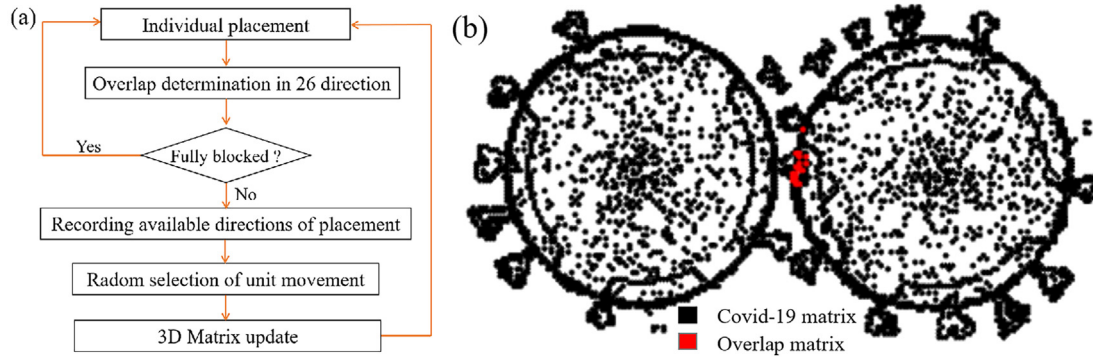 (a)
Individual placement
Overlap determination in 26 direction
Fully blocked ?
Yes
No
Recording available directions of placement
Radom selection of unit movement
3D Matrix update
(b)
Covid-19 matrix
Overlap matrix